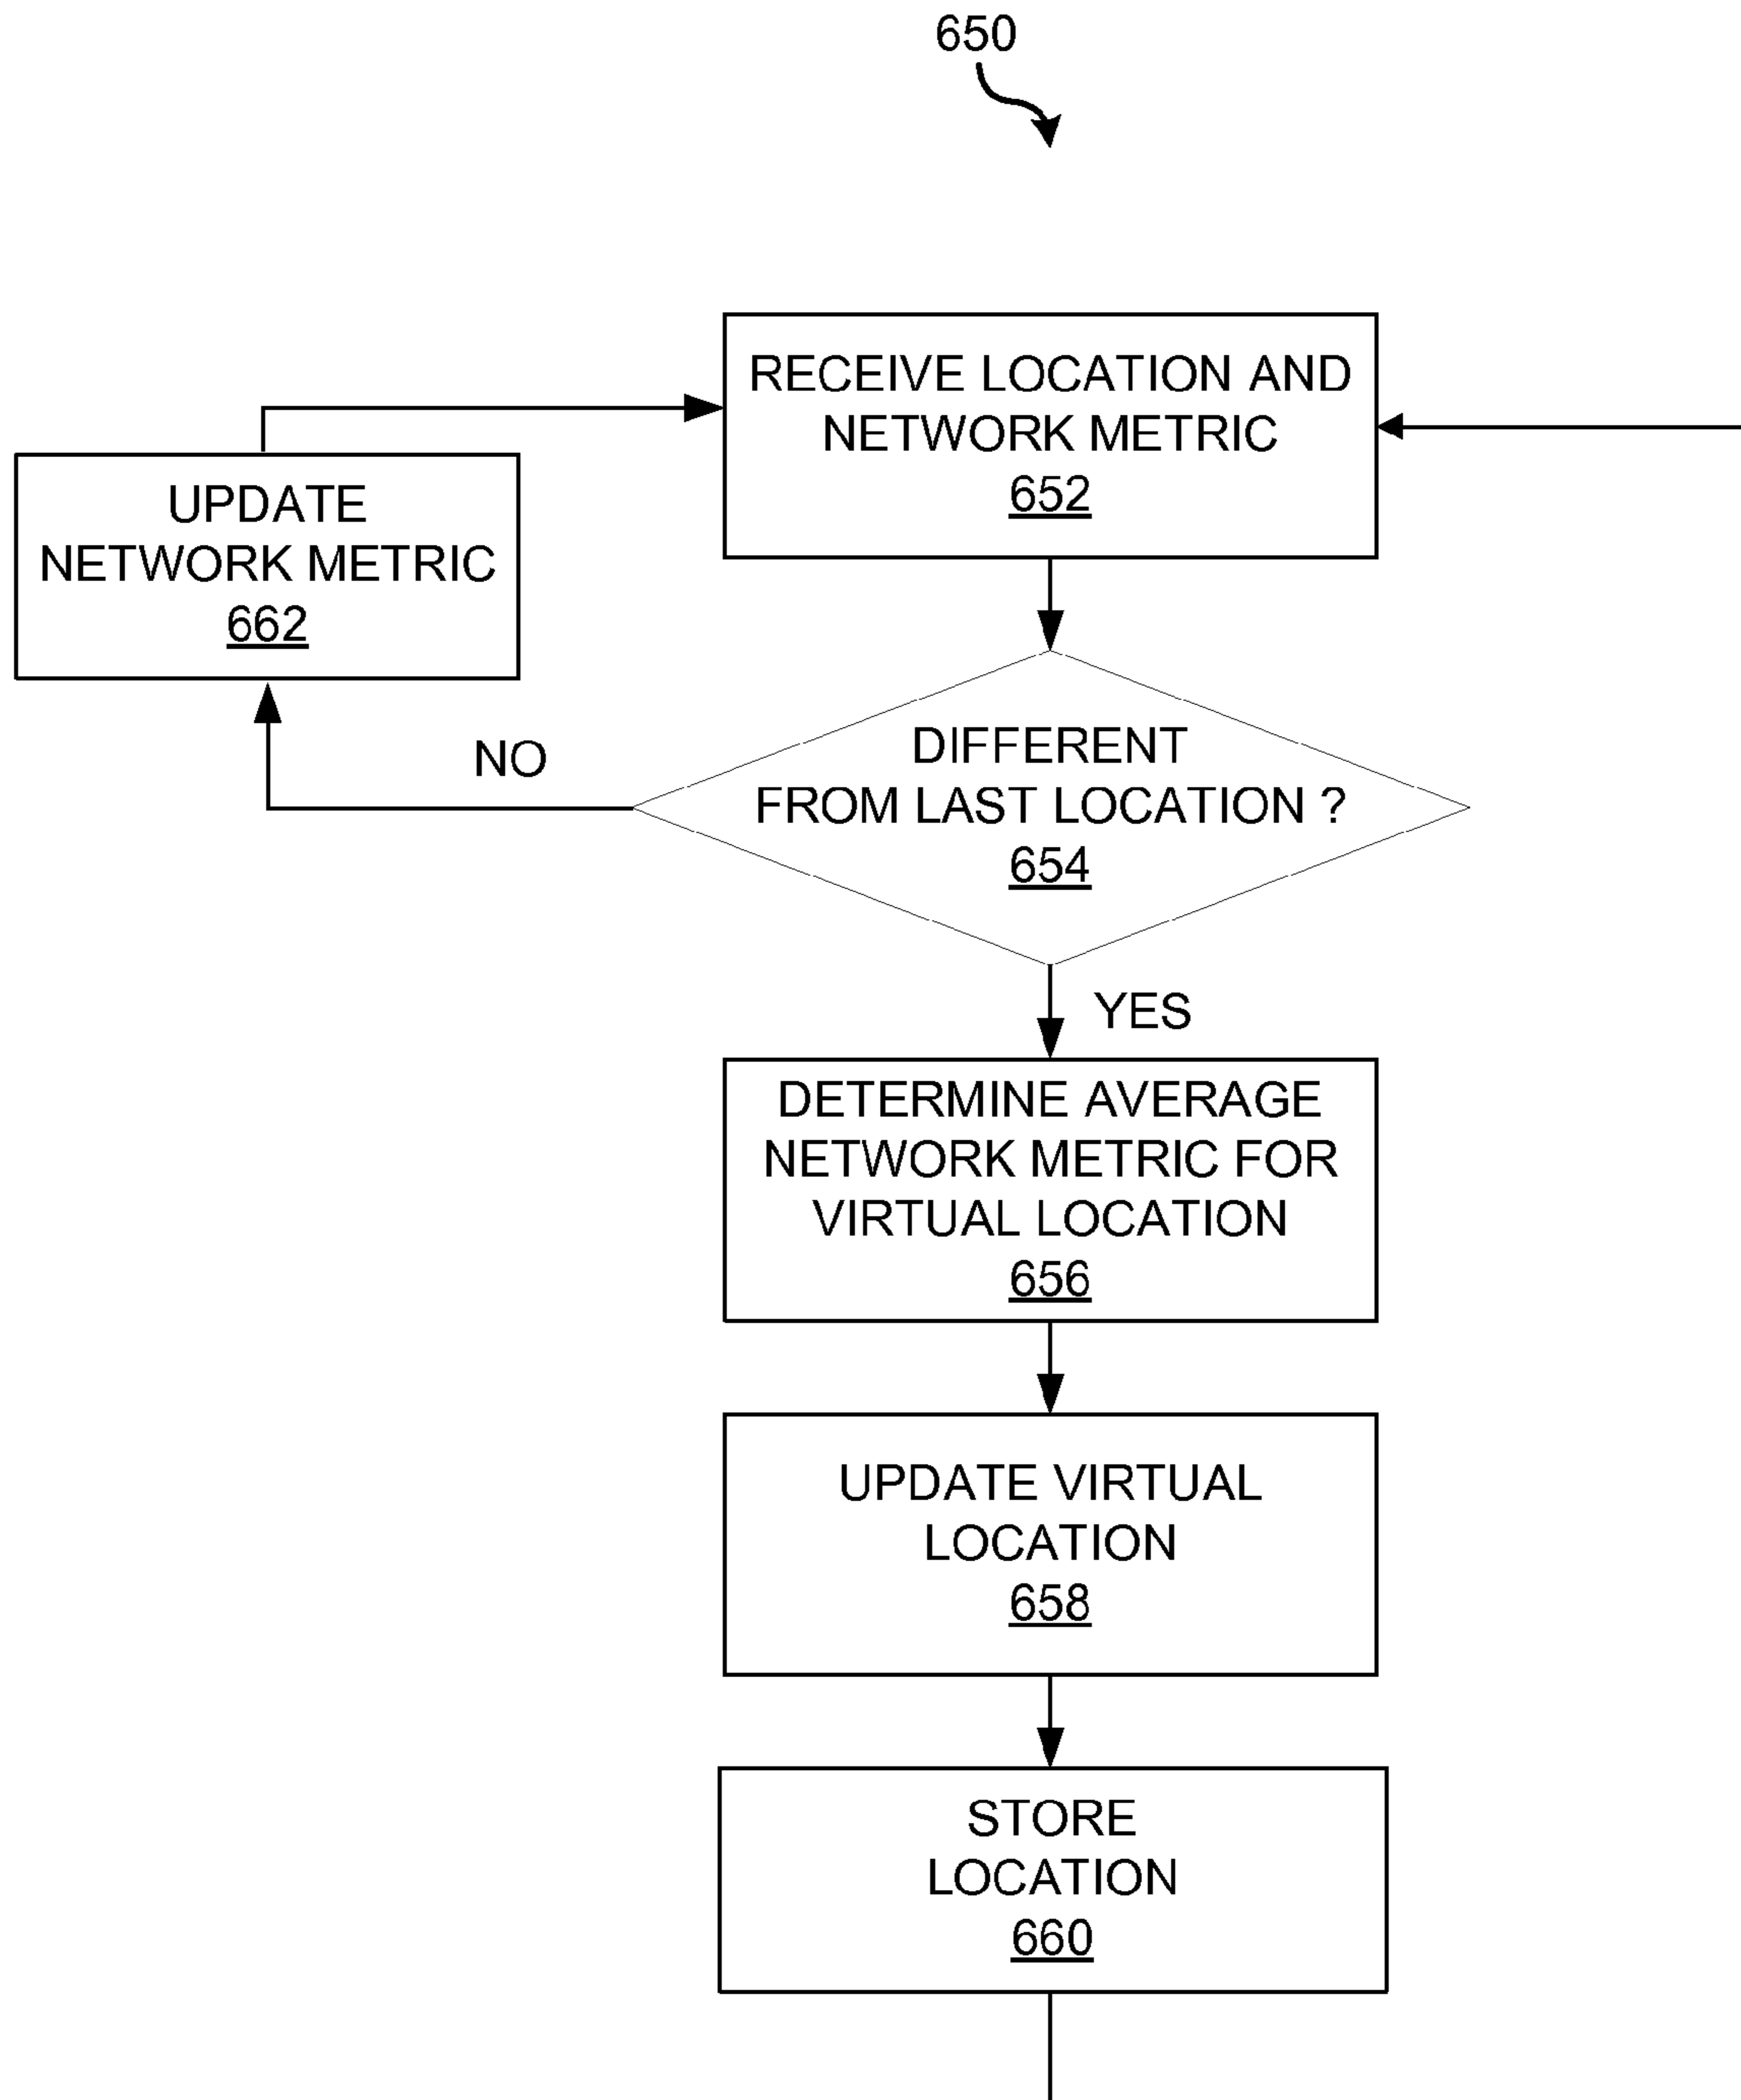 650
RECEIVE LOCATION AND
NETWORK METRIC
652
UPDATE
NETWORK METRIC
662
DIFFERENT
FROM LAST LOCATION ?
654
NO
YES
DETERMINE AVERAGE
NETWORK METRIC FOR
VIRTUAL LOCATION
656
UPDATE VIRTUAL
LOCATION
658
STORE
LOCATION
660